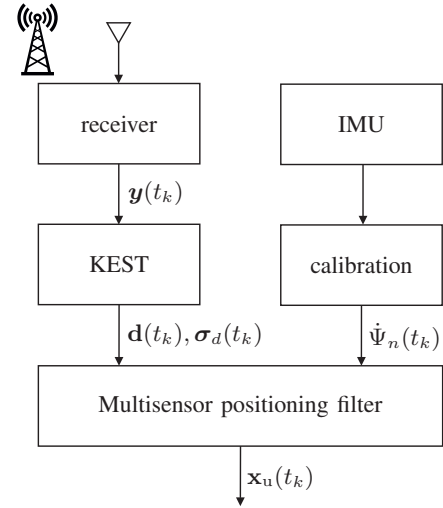 receiver
IMU
y(t_k)
KEST
calibration
d(t_k), σ_d(t_k)
Ψ̇_n(t_k)
Multisensor positioning filter
x_u(t_k)